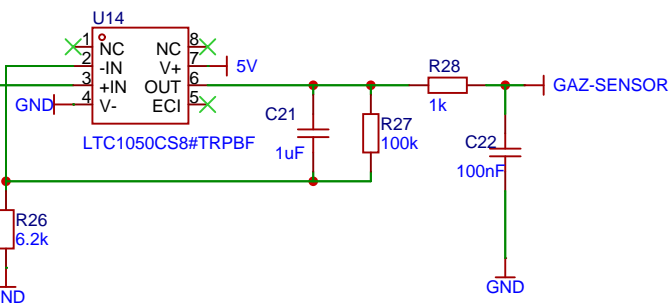 U14
1 NC NC 8
2 -IN V+ 7 5V
3 +IN OUT 6
GND 4 V- ECI 5
LTC1050CS8#TRPBF
R28
1k
GAZ-SENSOR
C21
1uF
R27
100k
C22
100nF
R26
6.2k
ND
GND